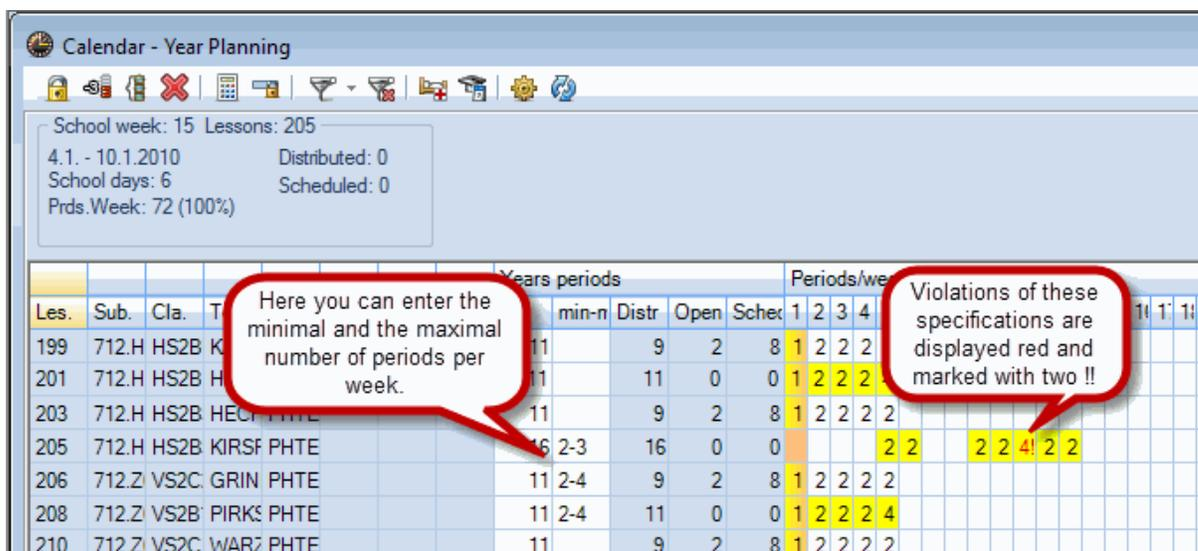 Calendar - Year Planning
School week: 15 Lessons: 205
4.1. - 10.1.2010 Distributed: 0
School days: 6 Scheduled: 0
Prds.Week: 72 (100%)
Here you can enter the
minimal and the maximal
number of periods per
week.
Violations of these
specifications are
displayed red and
marked with two !!
Years periods Periods/we
Les. Sub. Cla. T min-n Distr Open Sched 1 2 3 4 1 1 1
199 712.H HS2B K 11 9 2 8 1 2 2 2
201 712.H HS2B H 11 11 0 0 1 2 2 2
203 712.H HS2B HECH PHTE 11 9 2 8 1 2 2 2 2
205 712.H HS2B KIRSF PHTE 16 2-3 16 0 0 2 2 2 2 4! 2 2
206 712.Z VS2C GRIN PHTE 11 2-4 9 2 8 1 2 2 2 2
208 712.Z VS2B PIRKS PHTE 11 2-4 11 0 0 1 2 2 2 4
210 712.Z VS2C WARZ PHTE 11 9 2 8 1 2 2 2 2